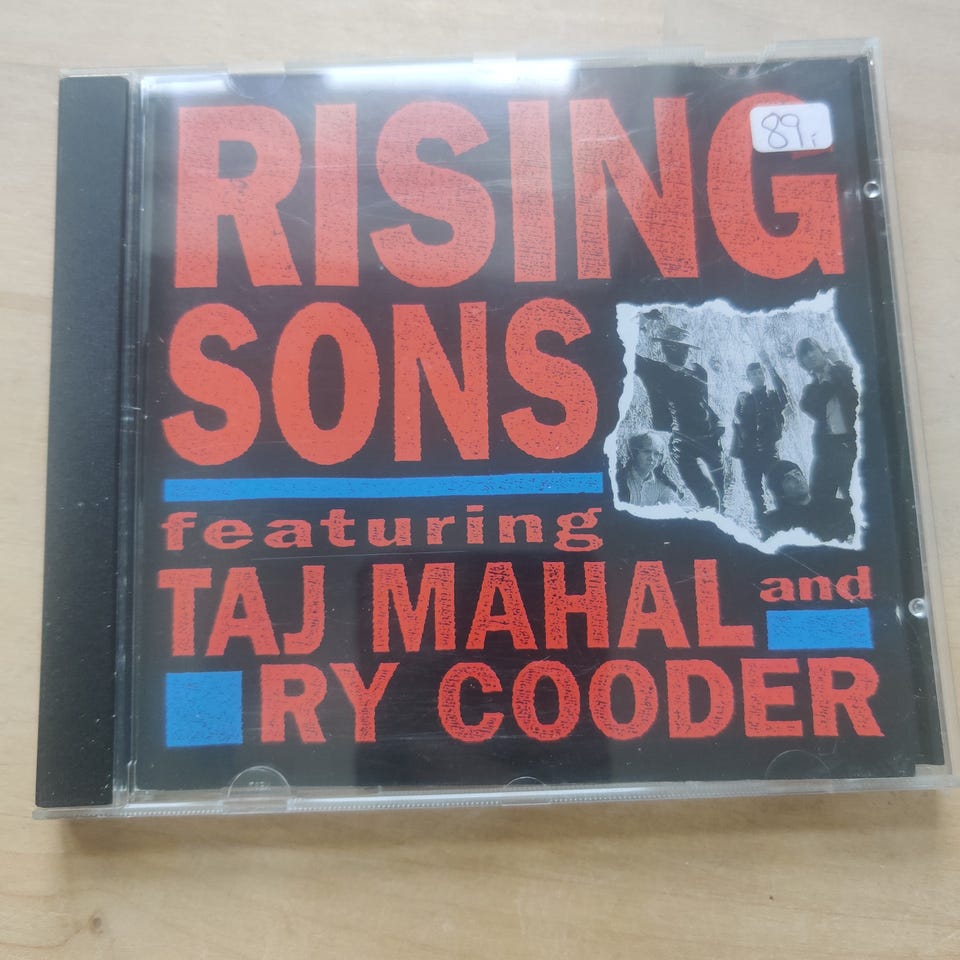 RISING
89,-
SONS
featuring
TAJ MAHAL and
RY COODER